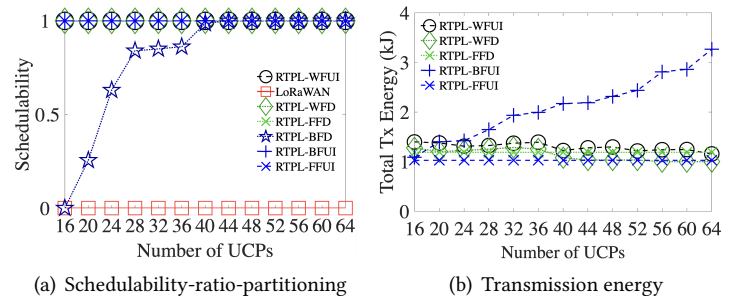 1
0.5
0
Schedulability
16 20 24 28 32 36 40 44 48 52 56 60 64
Number of UCPs
RTPL-WFUI
LoRaWAN
RTPL-WFD
RTPL-FFD
RTPL-BFD
RTPL-BFUI
RTPL-FFUI
(a) Schedulability-ratio-partitioning
4
3
2
1
0
Total Tx Energy (kJ)
16 20 24 28 32 36 40 44 48 52 56 60 64
Number of UCPs
RTPL-WFUI
RTPL-WFD
RTPL-FFD
RTPL-BFUI
RTPL-FFUI
(b) Transmission energy